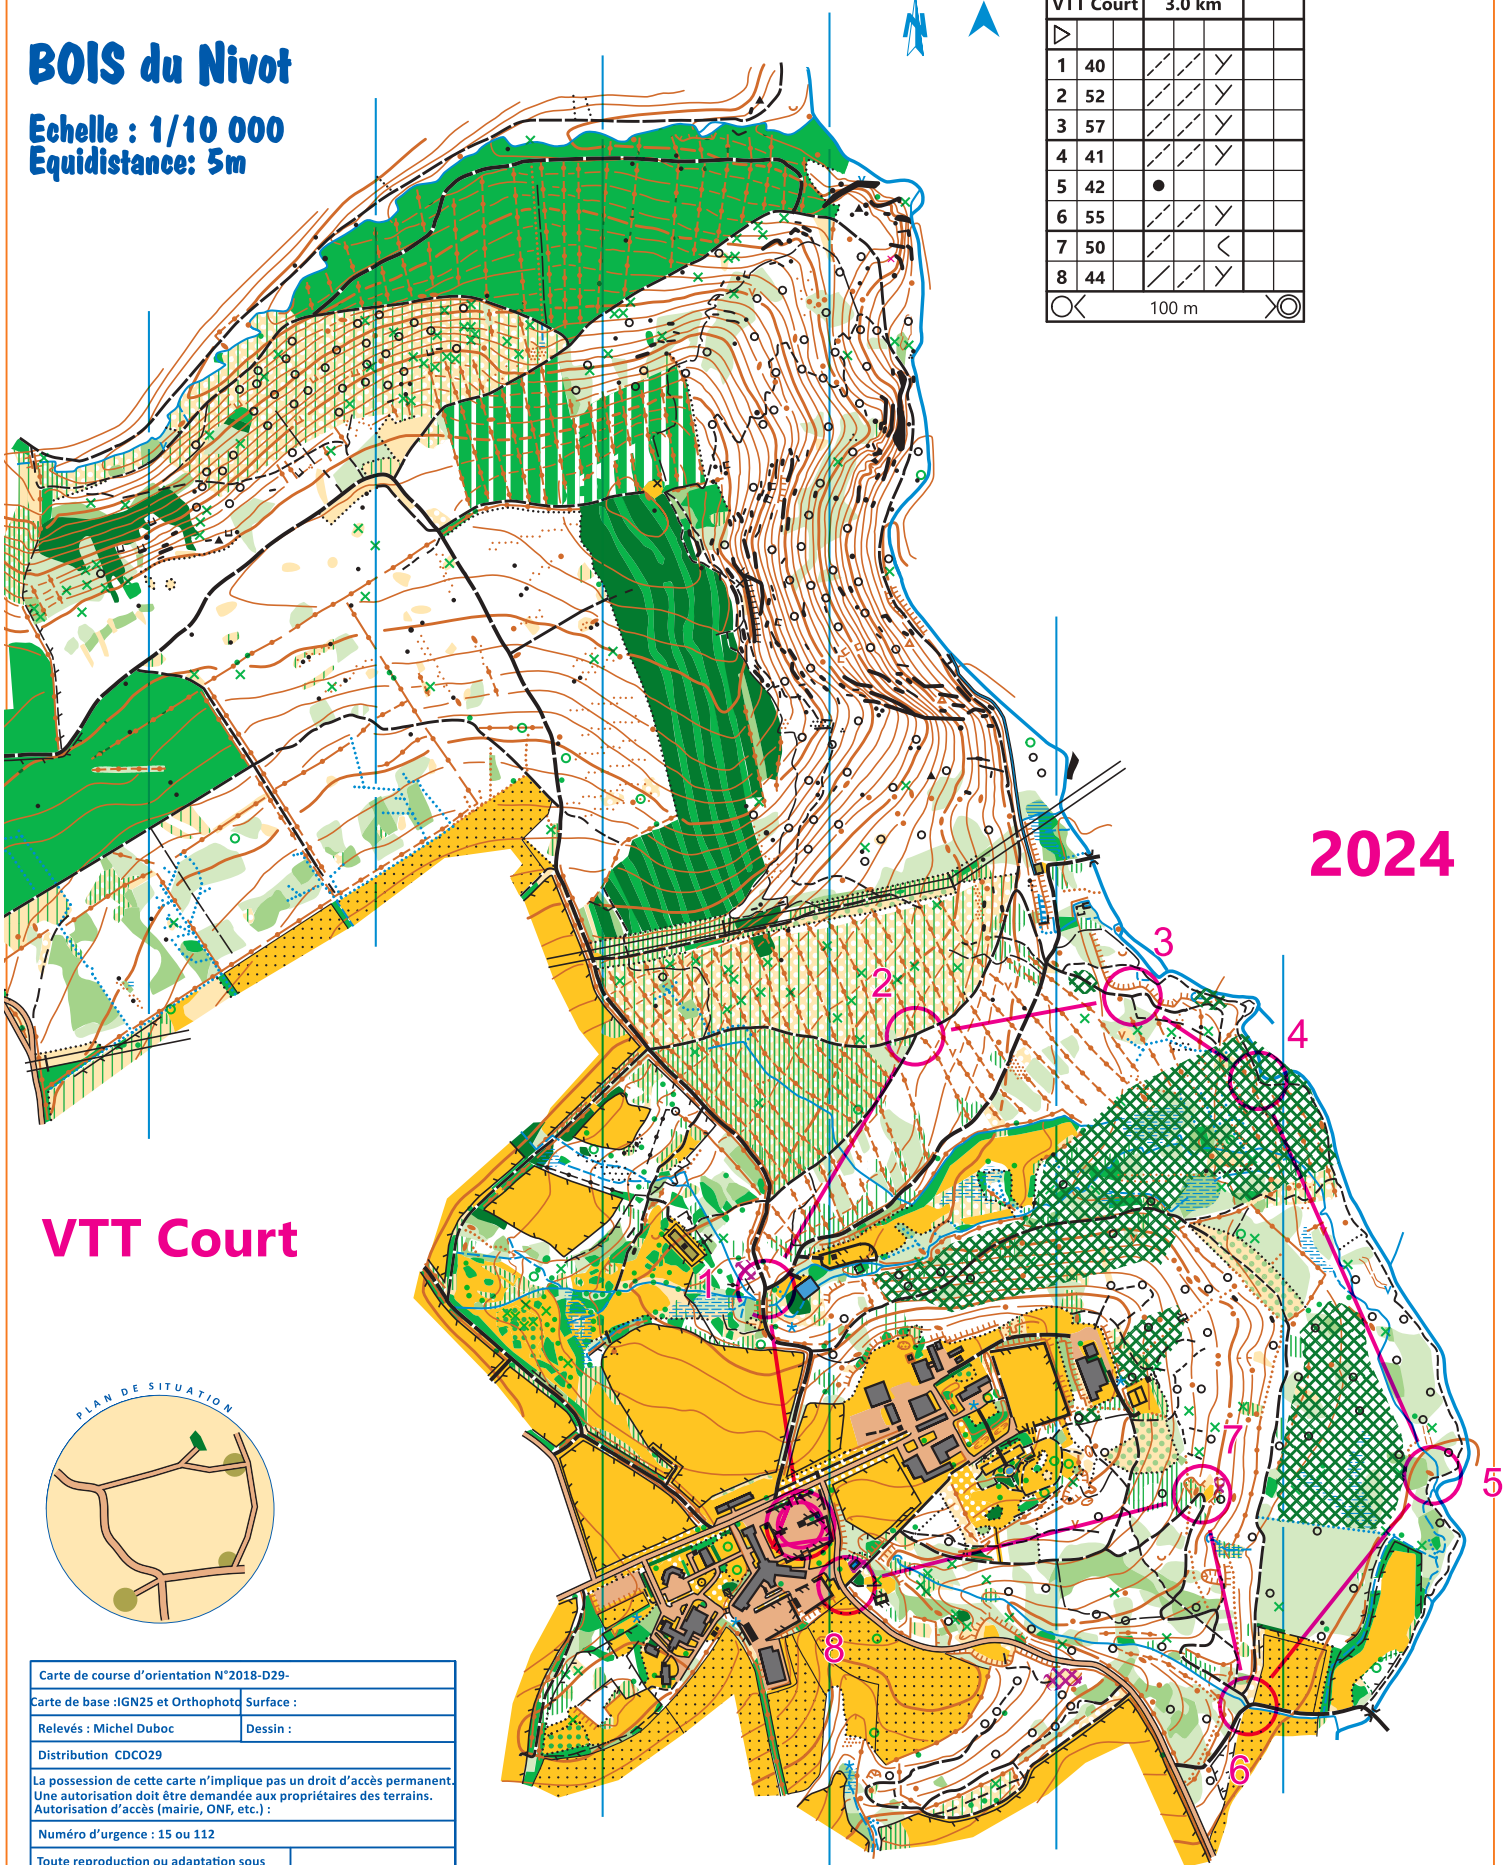 BOIS du Nivot
Echelle : 1/10 000
Equidistance: 5m
VTT Court 3.0 km
1 40
2 52
3 57
4 41
5 42
6 55
7 50
8 44
100 m
2024
3
2
4
1
7
5
8
6
VTT Court
PLAN DE SITUATION
Carte de course d'orientation N°2018-D29-
Carte de base :IGN25 et Orthophoto Surface :
Relevés : Michel Duboc Dessin :
Distribution CDCO29
La possession de cette carte n'implique pas un droit d'accès permanent.
Une autorisation doit être demandée aux propriétaires des terrains.
Autorisation d'accès (mairie, ONF, etc.) :
Numéro d'urgence : 15 ou 112
Toute reproduction ou adaptation sous